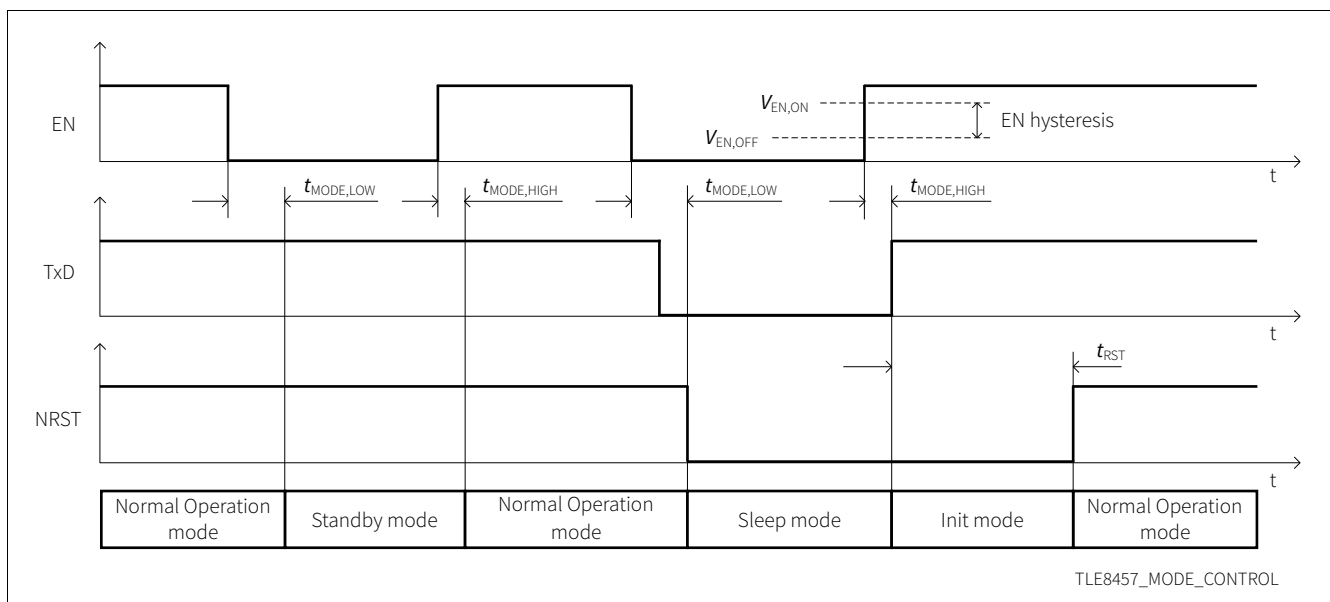 EN
V_EN,ON
V_EN,OFF
EN hysteresis
t
t_MODE,LOW
t_MODE,HIGH
t_MODE,LOW
t_MODE,HIGH
TxD
t
t_RST
NRST
t
Normal Operation
mode
Standby mode
Normal Operation
mode
Sleep mode
Init mode
Normal Operation
mode
TLE8457_MODE_CONTROL